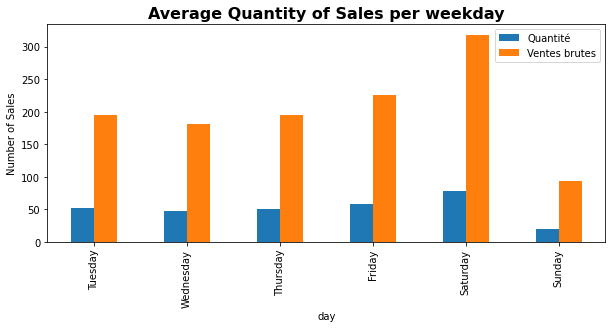 Average Quantity of Sales per weekday
Quantité
Ventes brutes
Number of Sales
300
250
200
150
100
50
0
Tuesday
Wednesday
Thursday
Friday
Saturday
Sunday
day